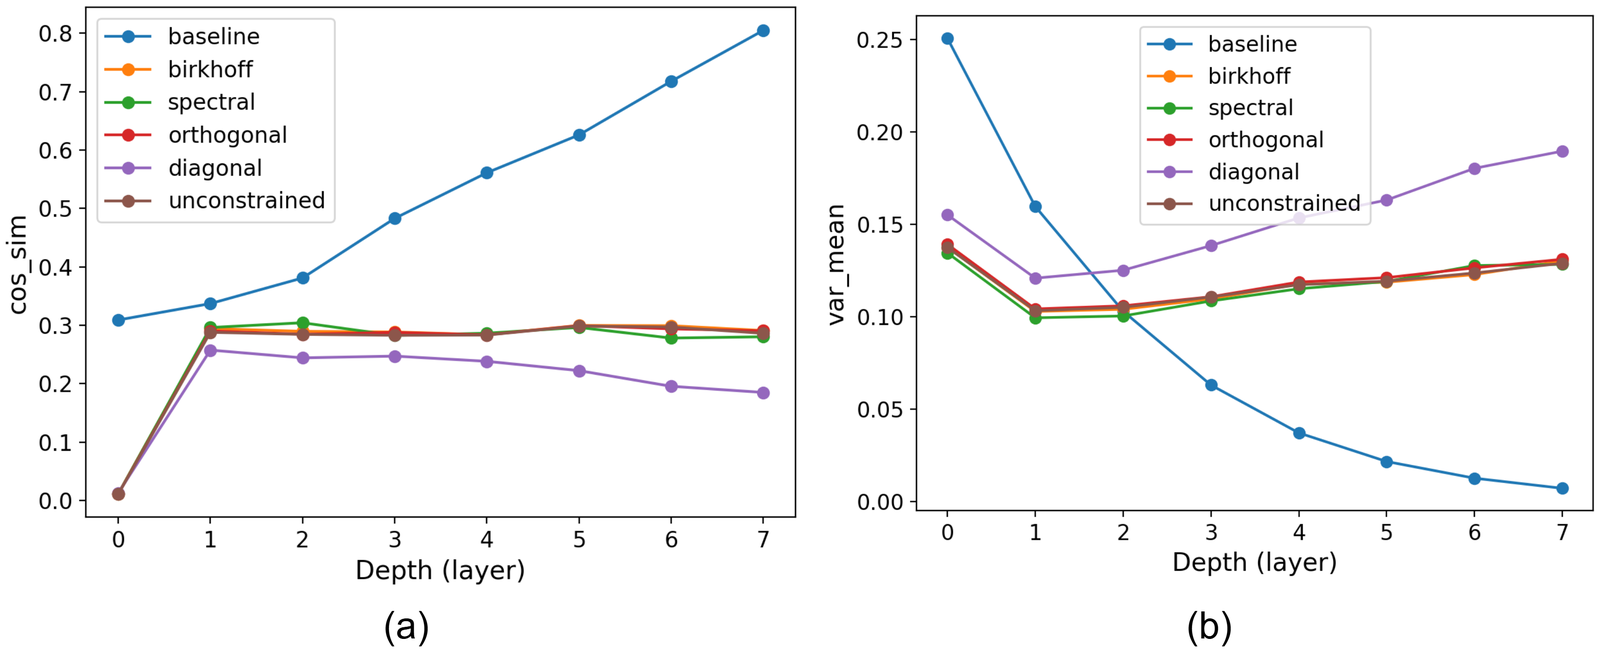 0.8
0.7
0.6
0.5
0.4
0.3
0.2
0.1
0.0
cos_sim
baseline
birkhoff
spectral
orthogonal
diagonal
unconstrained
0 1 2 3 4 5 6 7
Depth (layer)
(a)
0.25
0.20
0.15
0.10
0.05
0.00
var_mean
baseline
birkhoff
spectral
orthogonal
diagonal
unconstrained
0 1 2 3 4 5 6 7
Depth (layer)
(b)